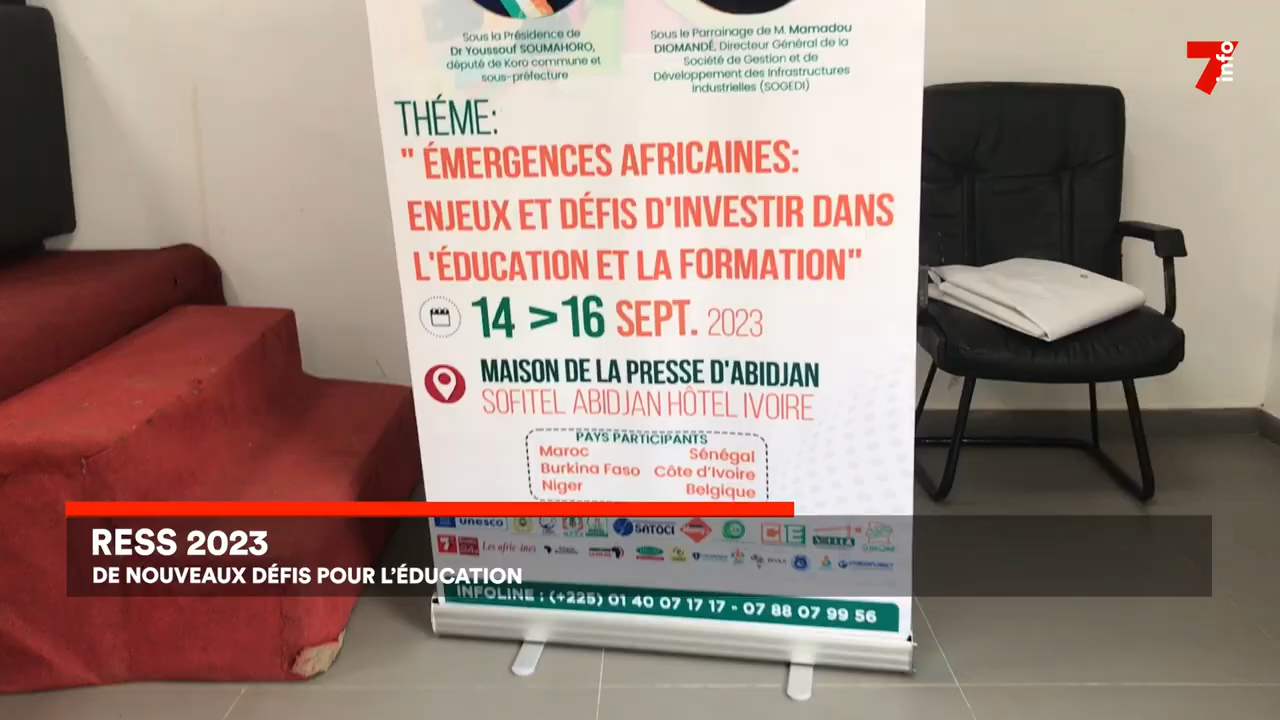 Sous la Présidence de
Dr Youssouf SOUMAHORO,
député de Koro commune et
sous-préfecture
Sous le Parrainage de M. Mamadou
DIOMANDÉ, Directeur Général de la
Société de Gestion et de
Développement des Infrastructures
Industrielles (SOGEDI)
7 info
THÉME:
" ÉMERGENCES AFRICAINES:
ENJEUX ET DÉFIS D'INVESTIR DANS
L'ÉDUCATION ET LA FORMATION"
14 > 16 SEPT. 2023
MAISON DE LA PRESSE D'ABIDJAN
SOFITEL ABIDJAN HÔTEL IVOIRE
PAYS PARTICIPANTS
Maroc Sénégal
Burkina Faso Côte d'Ivoire
Niger Belgique
unesco SATOCI
RESS 2023
DE NOUVEAUX DÉFIS POUR L'ÉDUCATION
INFOLINE : (+225) 01 40 07 17 17 - 07 88 07 99 56